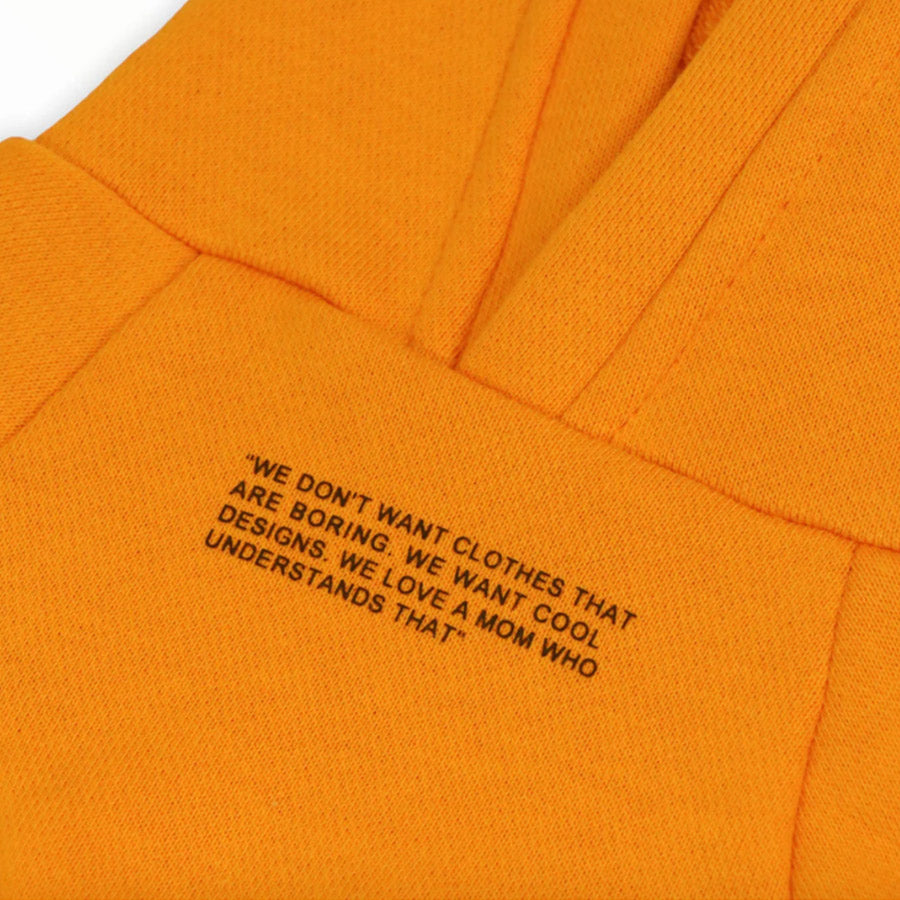 "WE DON'T WANT CLOTHES THAT
ARE BORING. WE WANT COOL
DESIGNS. WE LOVE A MOM WHO
UNDERSTANDS THAT"